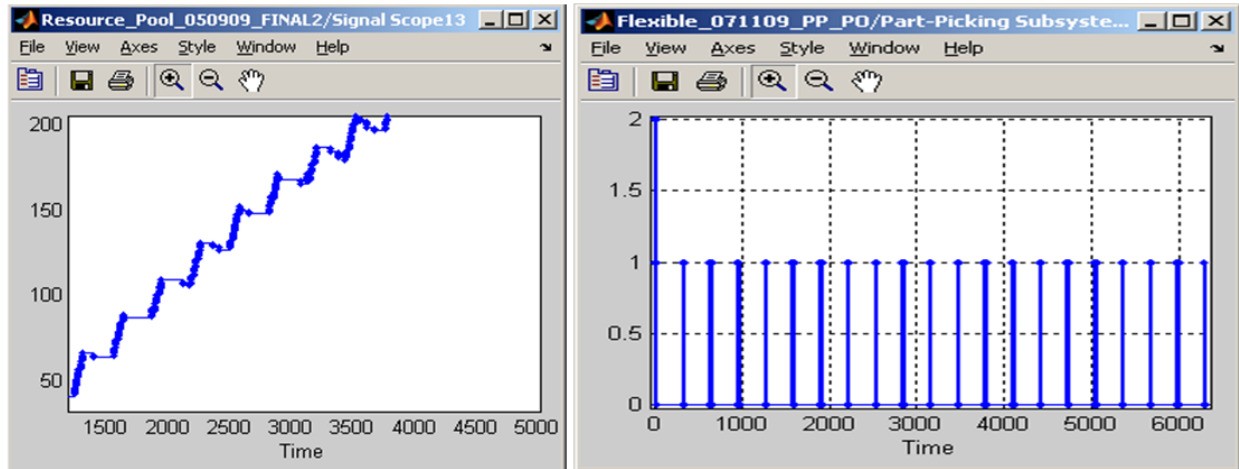 Resource_Pool_050909_FINAL2/Signal Scope13
File View Axes Style Window Help
200
150
100
50
1500 2000 2500 3000 3500 4000 4500 5000
Time
Flexible_071109_PP_PO/Part-Picking Subsyste...
File View Axes Style Window Help
2
1.5
1
0.5
0
0 1000 2000 3000 4000 5000 6000
Time